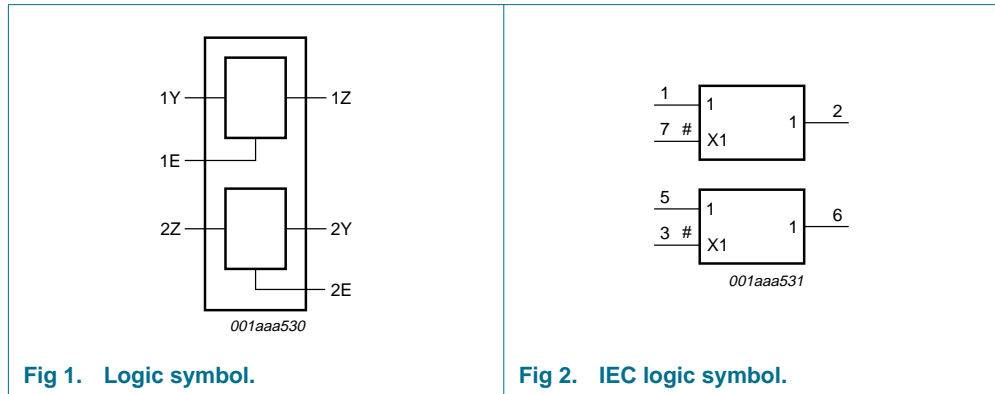 1Y 1Z
1E
2Z 2Y
2E
001aaa530
Fig 1. Logic symbol.
1 1 1 2
7 # X1
5 1 1 6
3 # X1
001aaa531
Fig 2. IEC logic symbol.